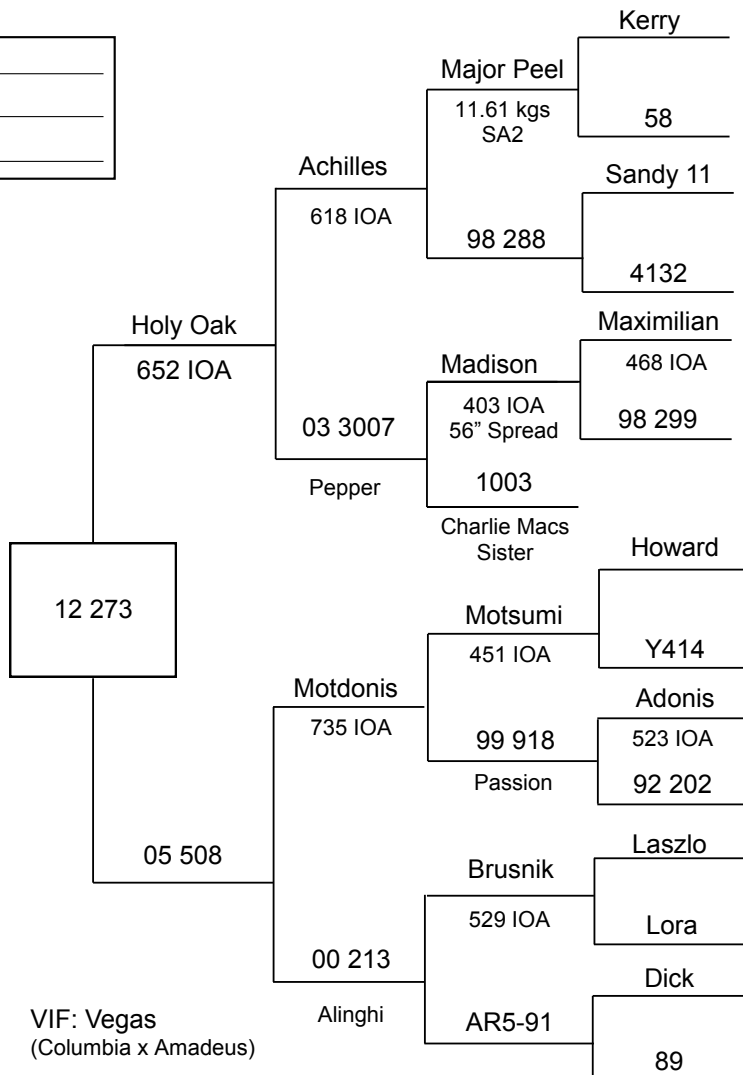 Kerry
Major Peel
11.61 kgs
SA2
58
Achilles
618 IOA
Sandy 11
98 288
4132
Holy Oak
652 IOA
Maximilian
Madison
468 IOA
403 IOA
56” Spread
03 3007
98 299
Pepper
1003
Charlie Macs
Sister
Howard
12 273
Motsumi
451 IOA
Y414
Motdonis
735 IOA
Adonis
99 918
523 IOA
Passion
92 202
05 508
Laszlo
Brusnik
529 IOA
Lora
00 213
Alinghi
Dick
AR5-91
89
VIF: Vegas
(Columbia x Amadeus)